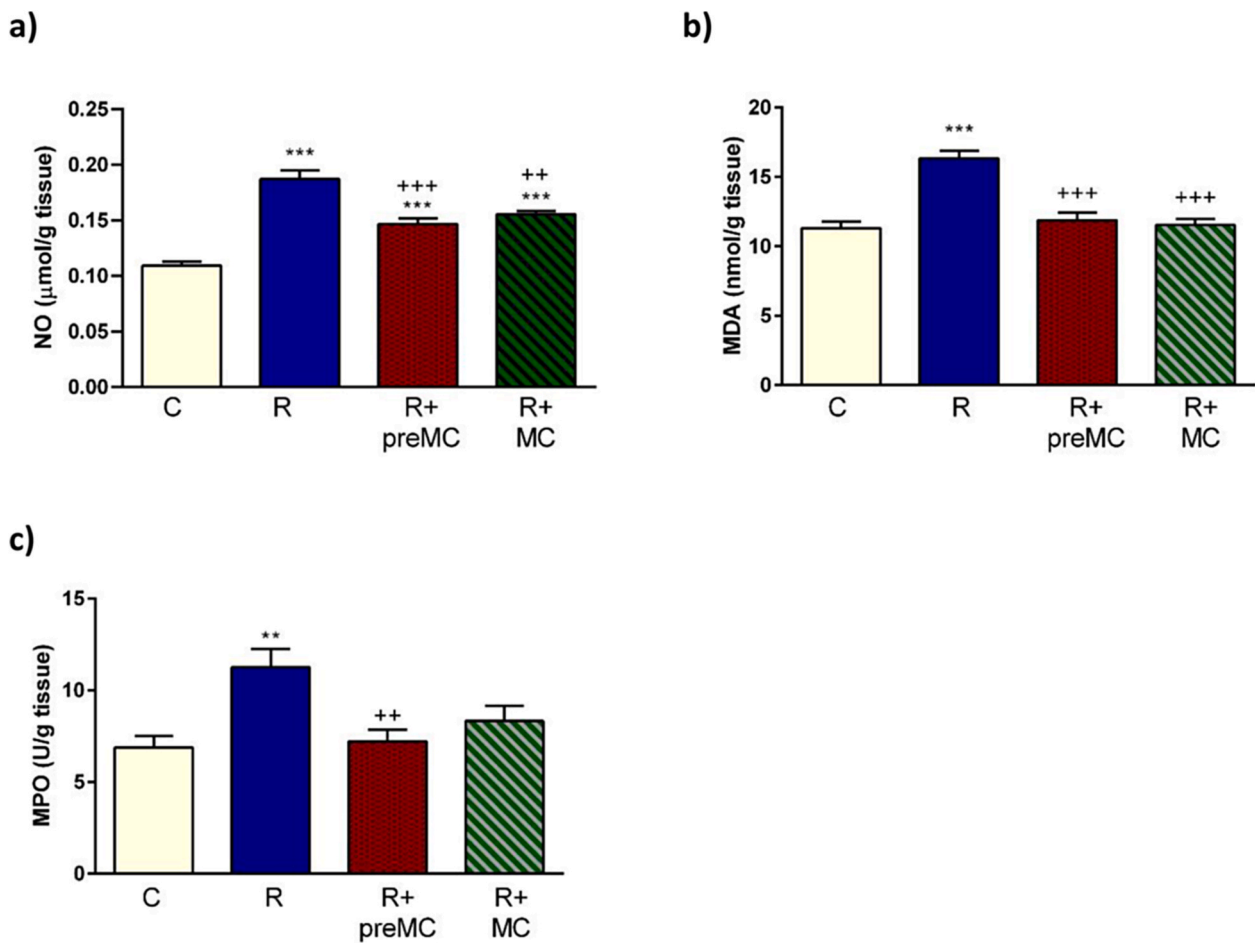 a)
NO (μmol/g tissue)
0.25
0.20
0.15
0.10
0.05
0.00
***
+++
***
++
***
C
R
R+
preMC
R+
MC
b)
MDA (nmol/g tissue)
20
15
10
5
0
***
+++
+++
C
R
R+
preMC
R+
MC
c)
MPO (U/g tissue)
15
10
5
0
**
++
C
R
R+
preMC
R+
MC